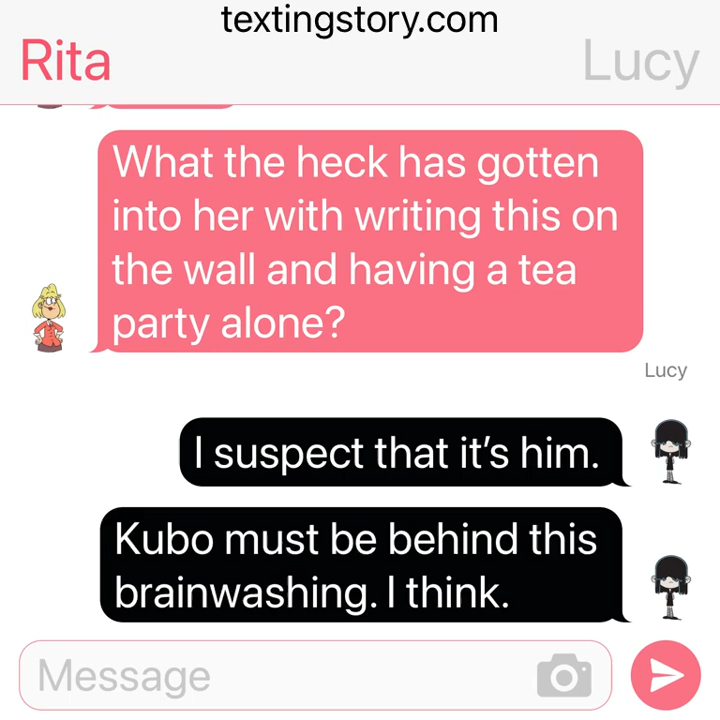 textingstory.com
Rita
Lucy
What the heck has gotten
into her with writing this on
the wall and having a tea
party alone?
Lucy
I suspect that it's him.
Kubo must be behind this
brainwashing. I think.
Message